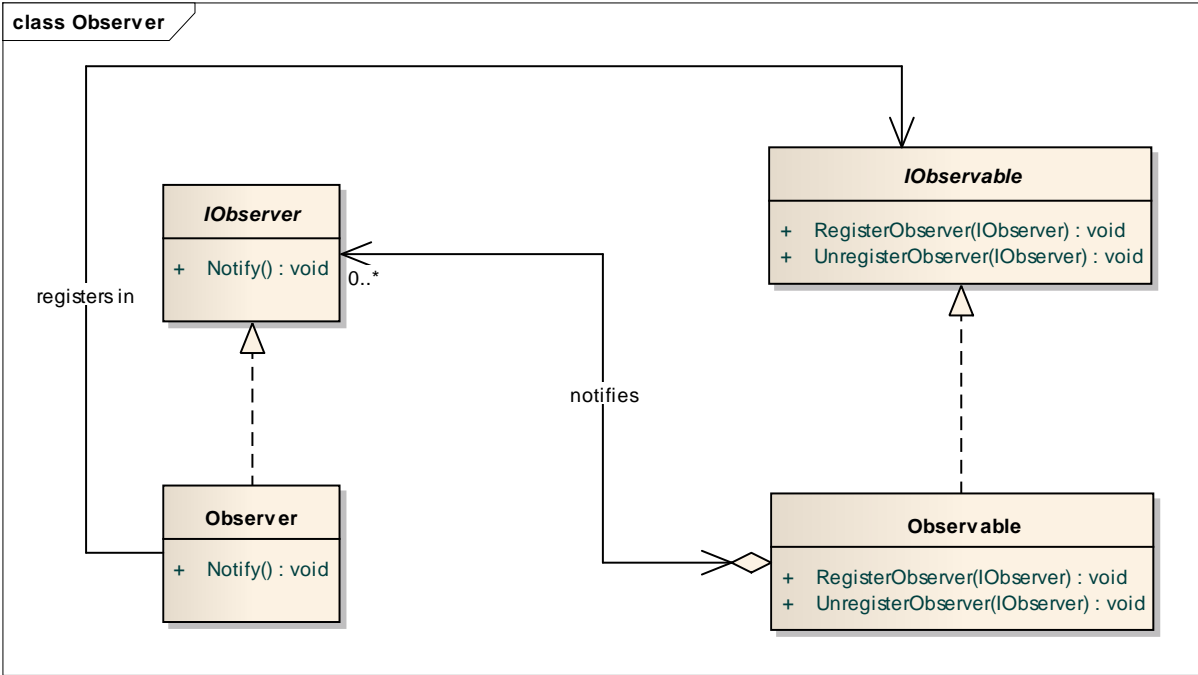 class Observer
IObserver
+ Notify() : void
0..*
IObservable
+ RegisterObserver(IObserver) : void
+ UnregisterObserver(IObserver) : void
registers in
notifies
Observer
+ Notify() : void
Observable
+ RegisterObserver(IObserver) : void
+ UnregisterObserver(IObserver) : void